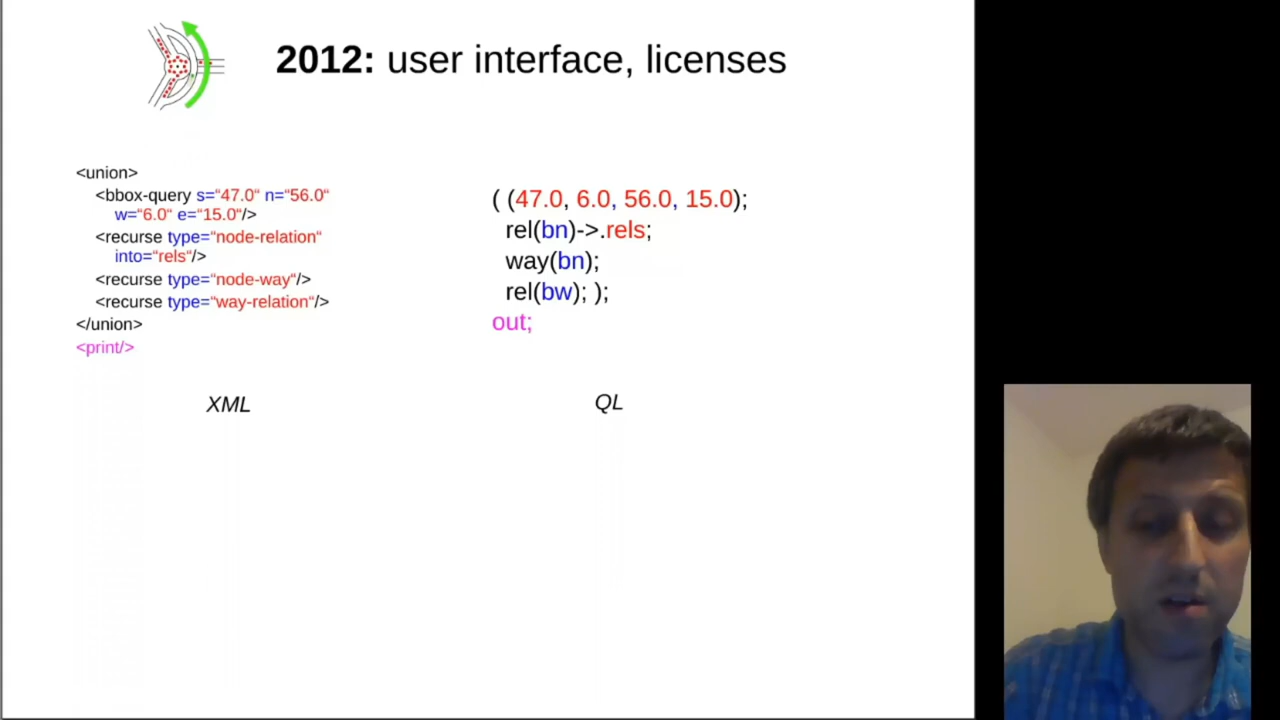 2012: user interface, licenses
<union>
<bbox-query s=“47.0“ n=“56.0“
w=“6.0“ e=“15.0”/>
<recurse type=“node-relation“
into=“rels”/>
<recurse type=“node-way“/>
<recurse type=“way-relation“/>
</union>
<print/>
XML
( (47.0, 6.0, 56.0, 15.0);
rel(bn)->.rels;
way(bn);
rel(bw); );
out;
QL